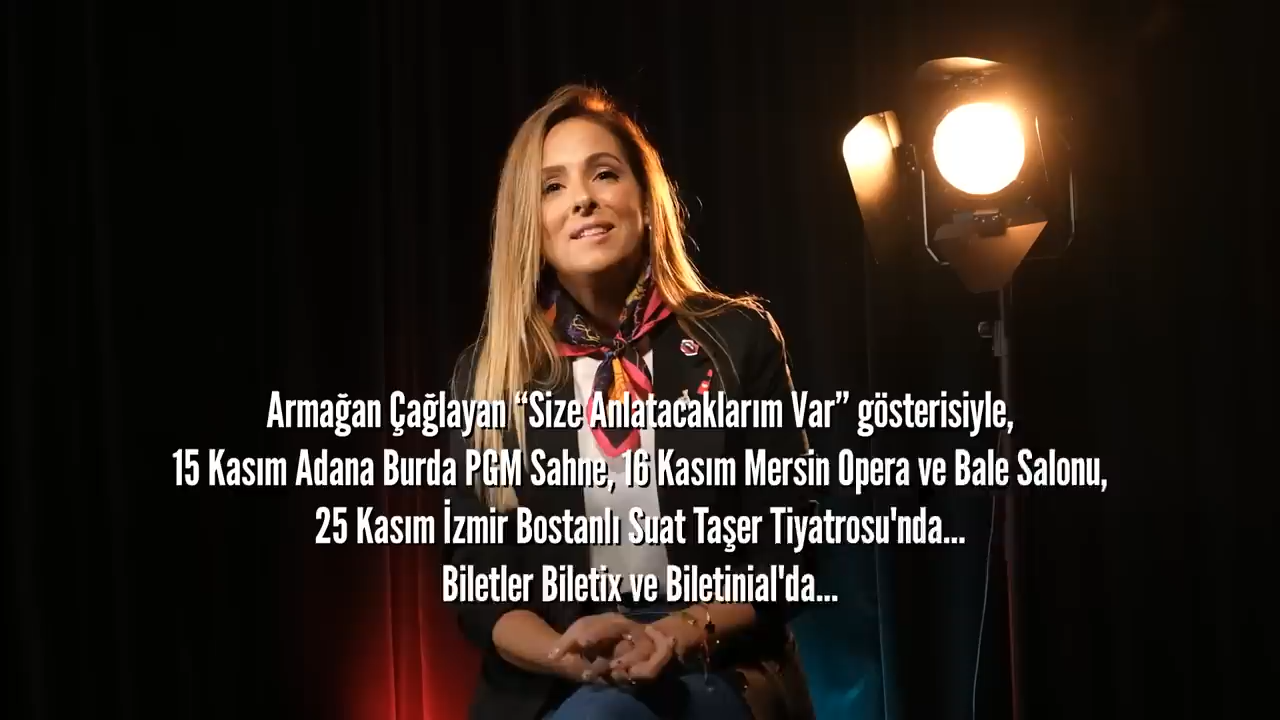 Armağan Çağlayan “Size Anlatacaklarım Var” gösterisiyle,
15 Kasım Adana Burda PGM Sahne, 16 Kasım Mersin Opera ve Bale Salonu,
25 Kasım İzmir Bostanlı Suat Taşer Tiyatrosu'nda...
Biletler Biletix ve Biletinial'da...